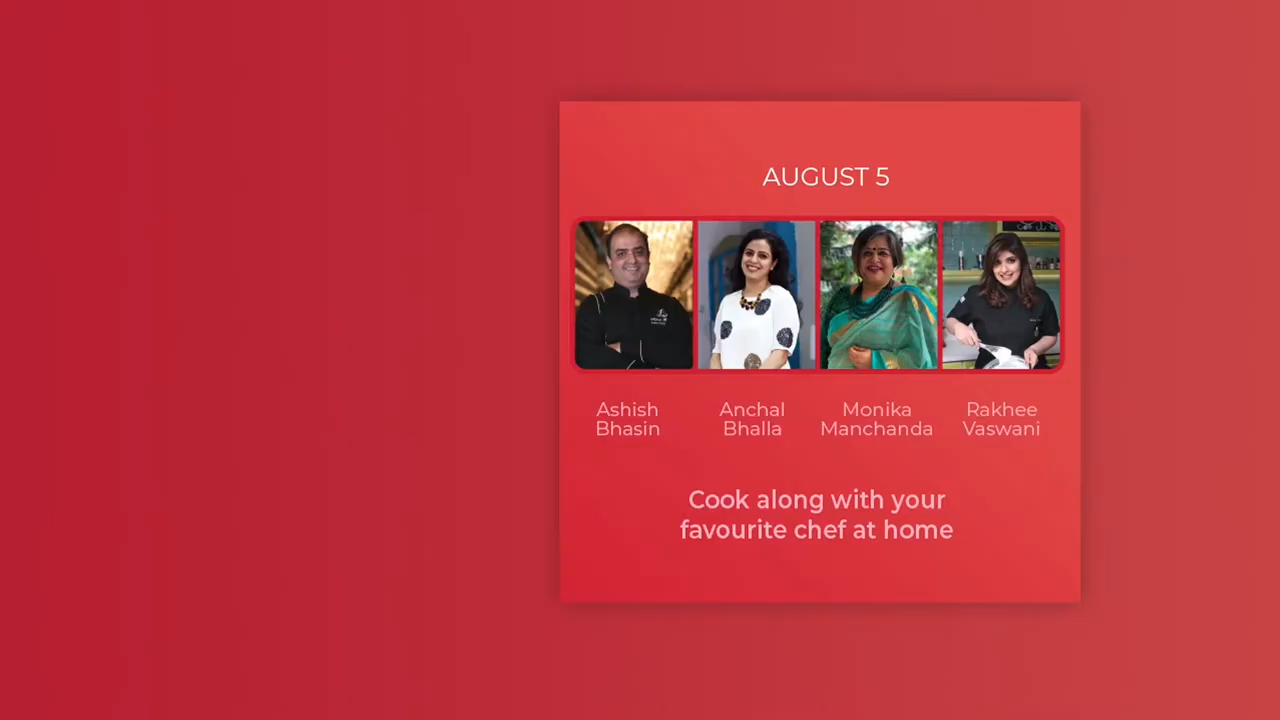 AUGUST 5
Ashish Bhasin
Anchal Bhalla
Monika Manchanda
Rakhee Vaswani
Cook along with your
favourite chef at home